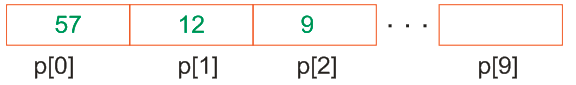 57 12 9 . . .
p[0] p[1] p[2] p[9]